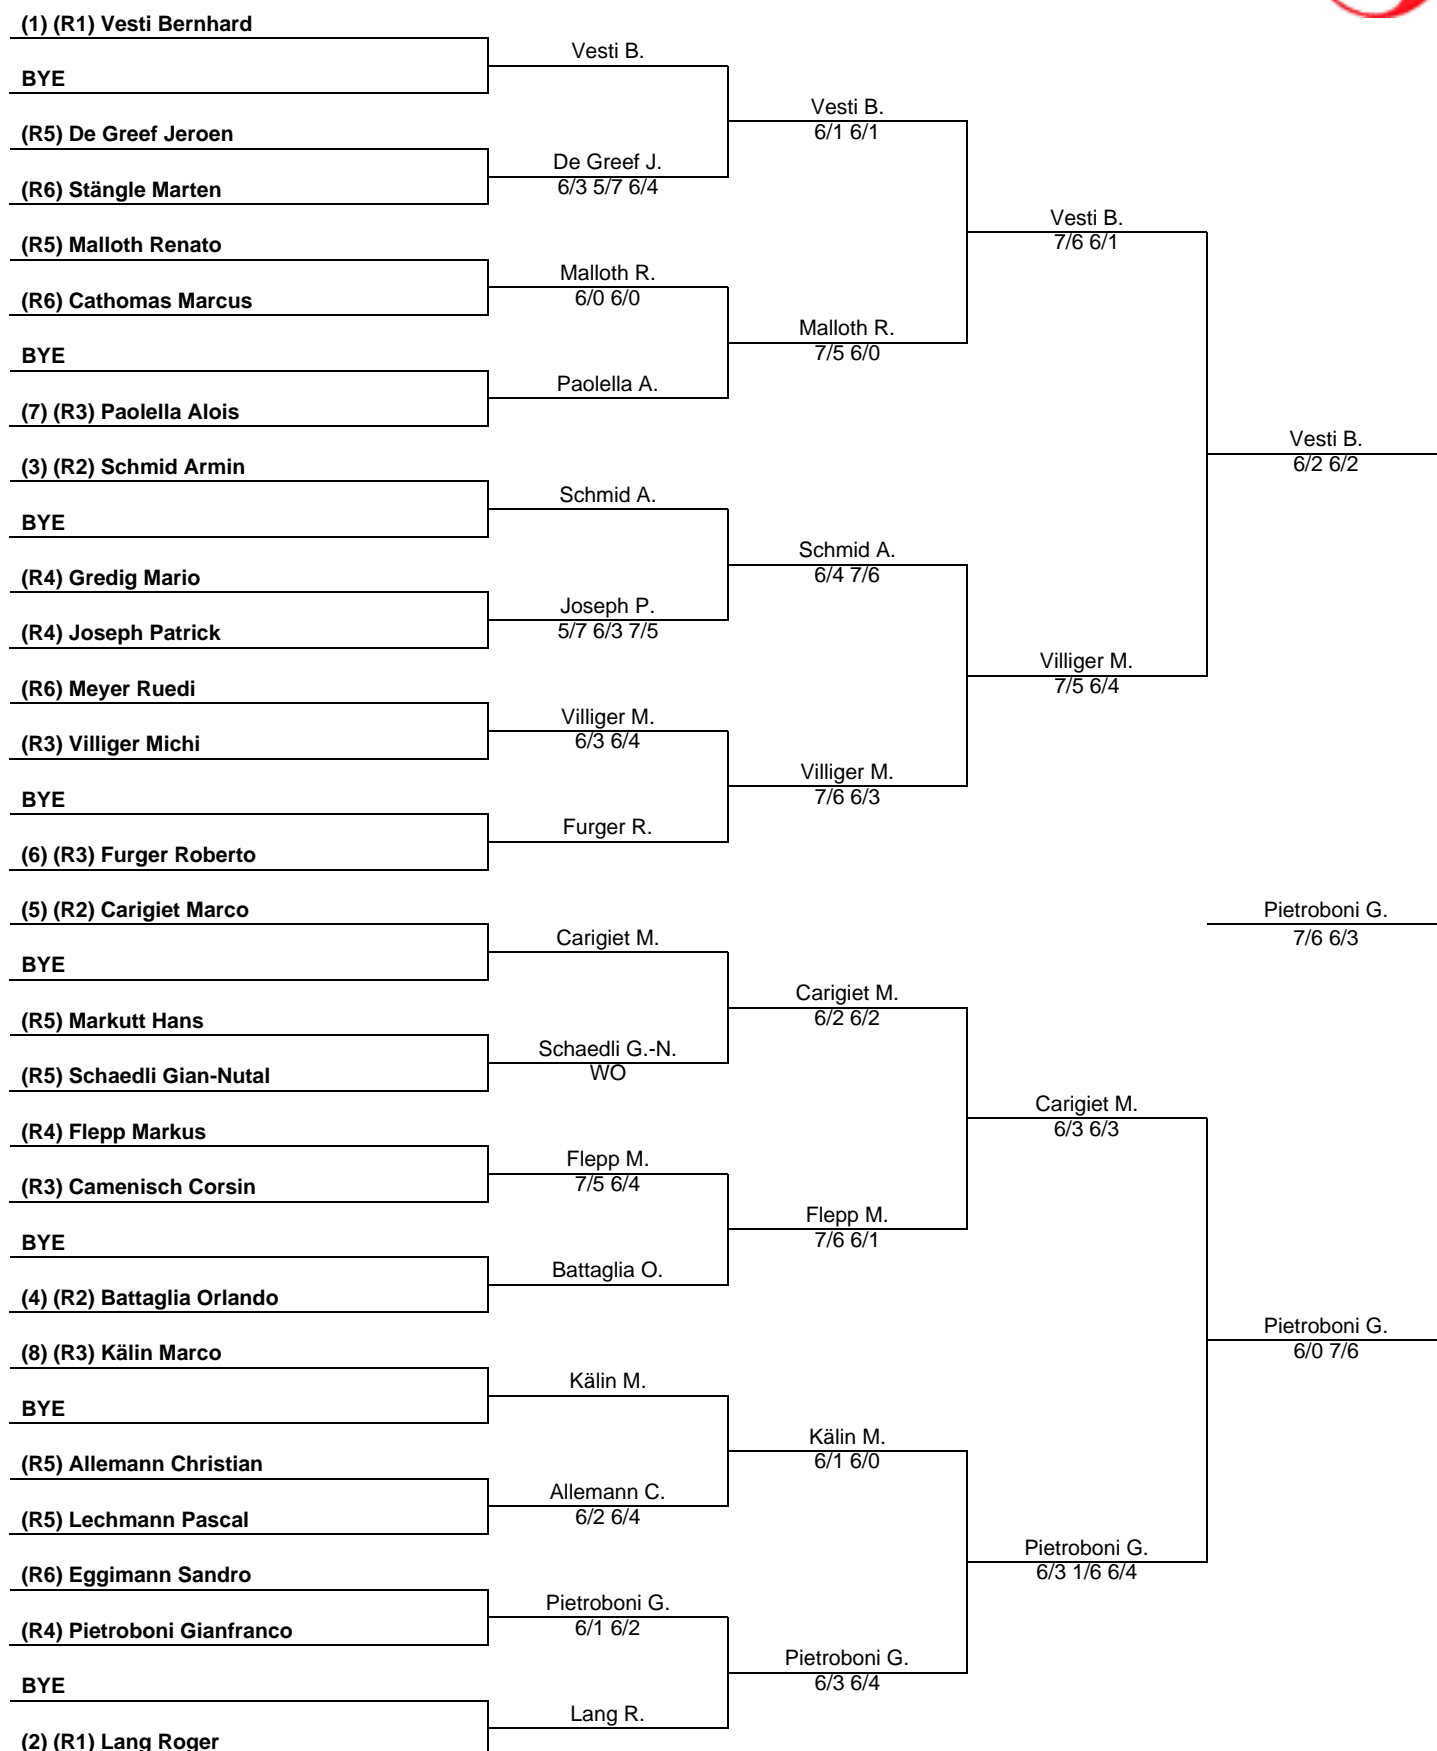 (1) (R1) Vesti Bernhard
BYE
(R5) De Greef Jeroen
(R6) Stängle Marten
(R5) Malloth Renato
(R6) Cathomas Marcus
BYE
(7) (R3) Paolella Alois
(3) (R2) Schmid Armin
BYE
(R4) Gredig Mario
(R4) Joseph Patrick
(R6) Meyer Ruedi
(R3) Villiger Michi
BYE
(6) (R3) Furger Roberto
(5) (R2) Carigiet Marco
BYE
(R5) Markutt Hans
(R5) Schaedli Gian-Nutal
(R4) Flepp Markus
(R3) Camenisch Corsin
BYE
(4) (R2) Battaglia Orlando
(8) (R3) Kälin Marco
BYE
(R5) Allemann Christian
(R5) Lechmann Pascal
(R6) Eggimann Sandro
(R4) Pietroboni Gianfranco
BYE
(2) (R1) Lang Roger
Vesti B.
De Greef J.
6/3 5/7 6/4
Malloth R.
6/0 6/0
Paolella A.
Schmid A.
Joseph P.
5/7 6/3 7/5
Villiger M.
6/3 6/4
Furger R.
Carigiet M.
Schaedli G.-N.
WO
Flepp M.
7/5 6/4
Battaglia O.
Kälin M.
Allemann C.
6/2 6/4
Pietroboni G.
6/1 6/2
Lang R.
Vesti B.
6/1 6/1
Malloth R.
7/5 6/0
Schmid A.
6/4 7/6
Villiger M.
7/6 6/3
Carigiet M.
6/2 6/2
Flepp M.
7/6 6/1
Kälin M.
6/1 6/0
Pietroboni G.
6/3 6/4
Vesti B.
7/6 6/1
Villiger M.
7/5 6/4
Carigiet M.
6/3 6/3
Pietroboni G.
6/3 1/6 6/4
Vesti B.
6/2 6/2
Pietroboni G.
7/6 6/3
Pietroboni G.
6/0 7/6